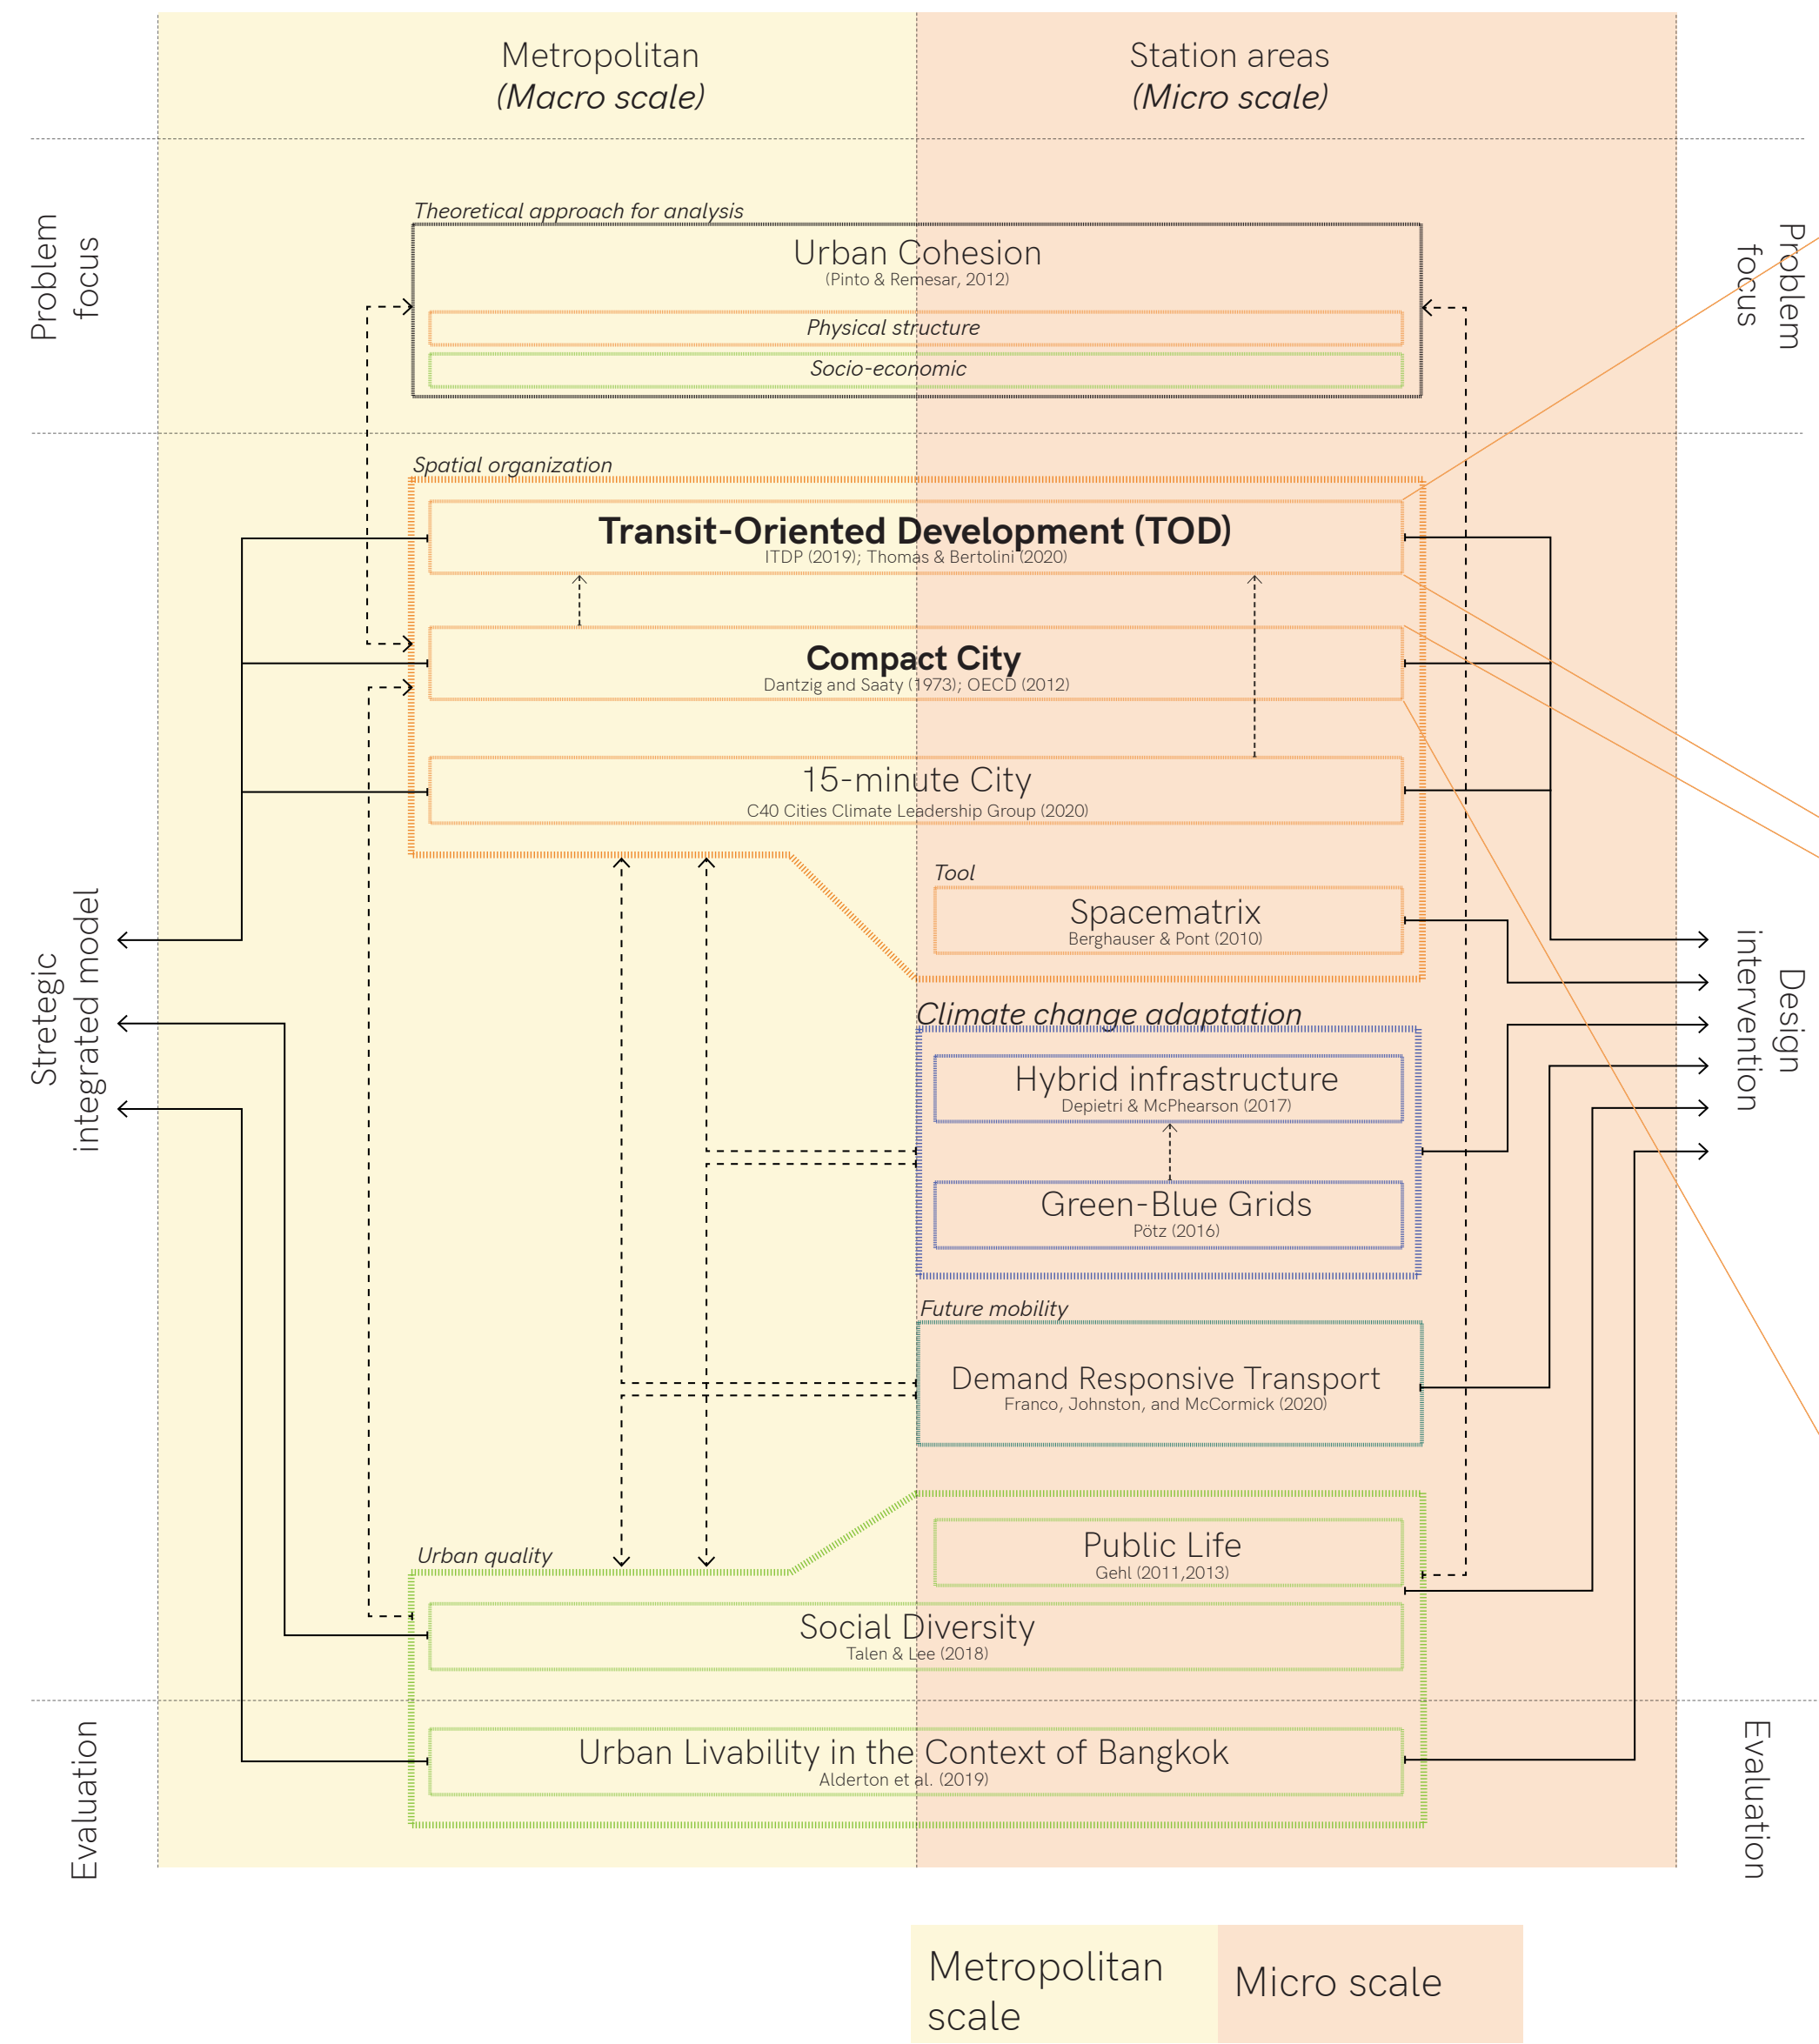 Metropolitan
(Macro scale)
Station areas
(Micro scale)
Problem
focus
Problem
focus
Theoretical approach for analysis
Urban Cohesion
(Pinto & Remesar, 2012)
Physical structure
Socio-economic
Spatial organization
Transit-Oriented Development (TOD)
ITDP (2019); Thomas & Bertolini (2020)
Compact City
Dantzig and Saaty (1973); OECD (2012)
15-minute City
C40 Cities Climate Leadership Group (2020)
Tool
Spacematrix
Berghauser & Pont (2010)
Stretegic
integrated model
Design
intervention
Climate change adaptation
Hybrid infrastructure
Depietri & McPhearson (2017)
Green-Blue Grids
Pötz (2016)
Future mobility
Demand Responsive Transport
Franco, Johnston, and McCormick (2020)
Urban quality
Public Life
Gehl (2011,2013)
Social Diversity
Talen & Lee (2018)
Evaluation
Evaluation
Urban Livability in the Context of Bangkok
Alderton et al. (2019)
Metropolitan
scale
Micro scale